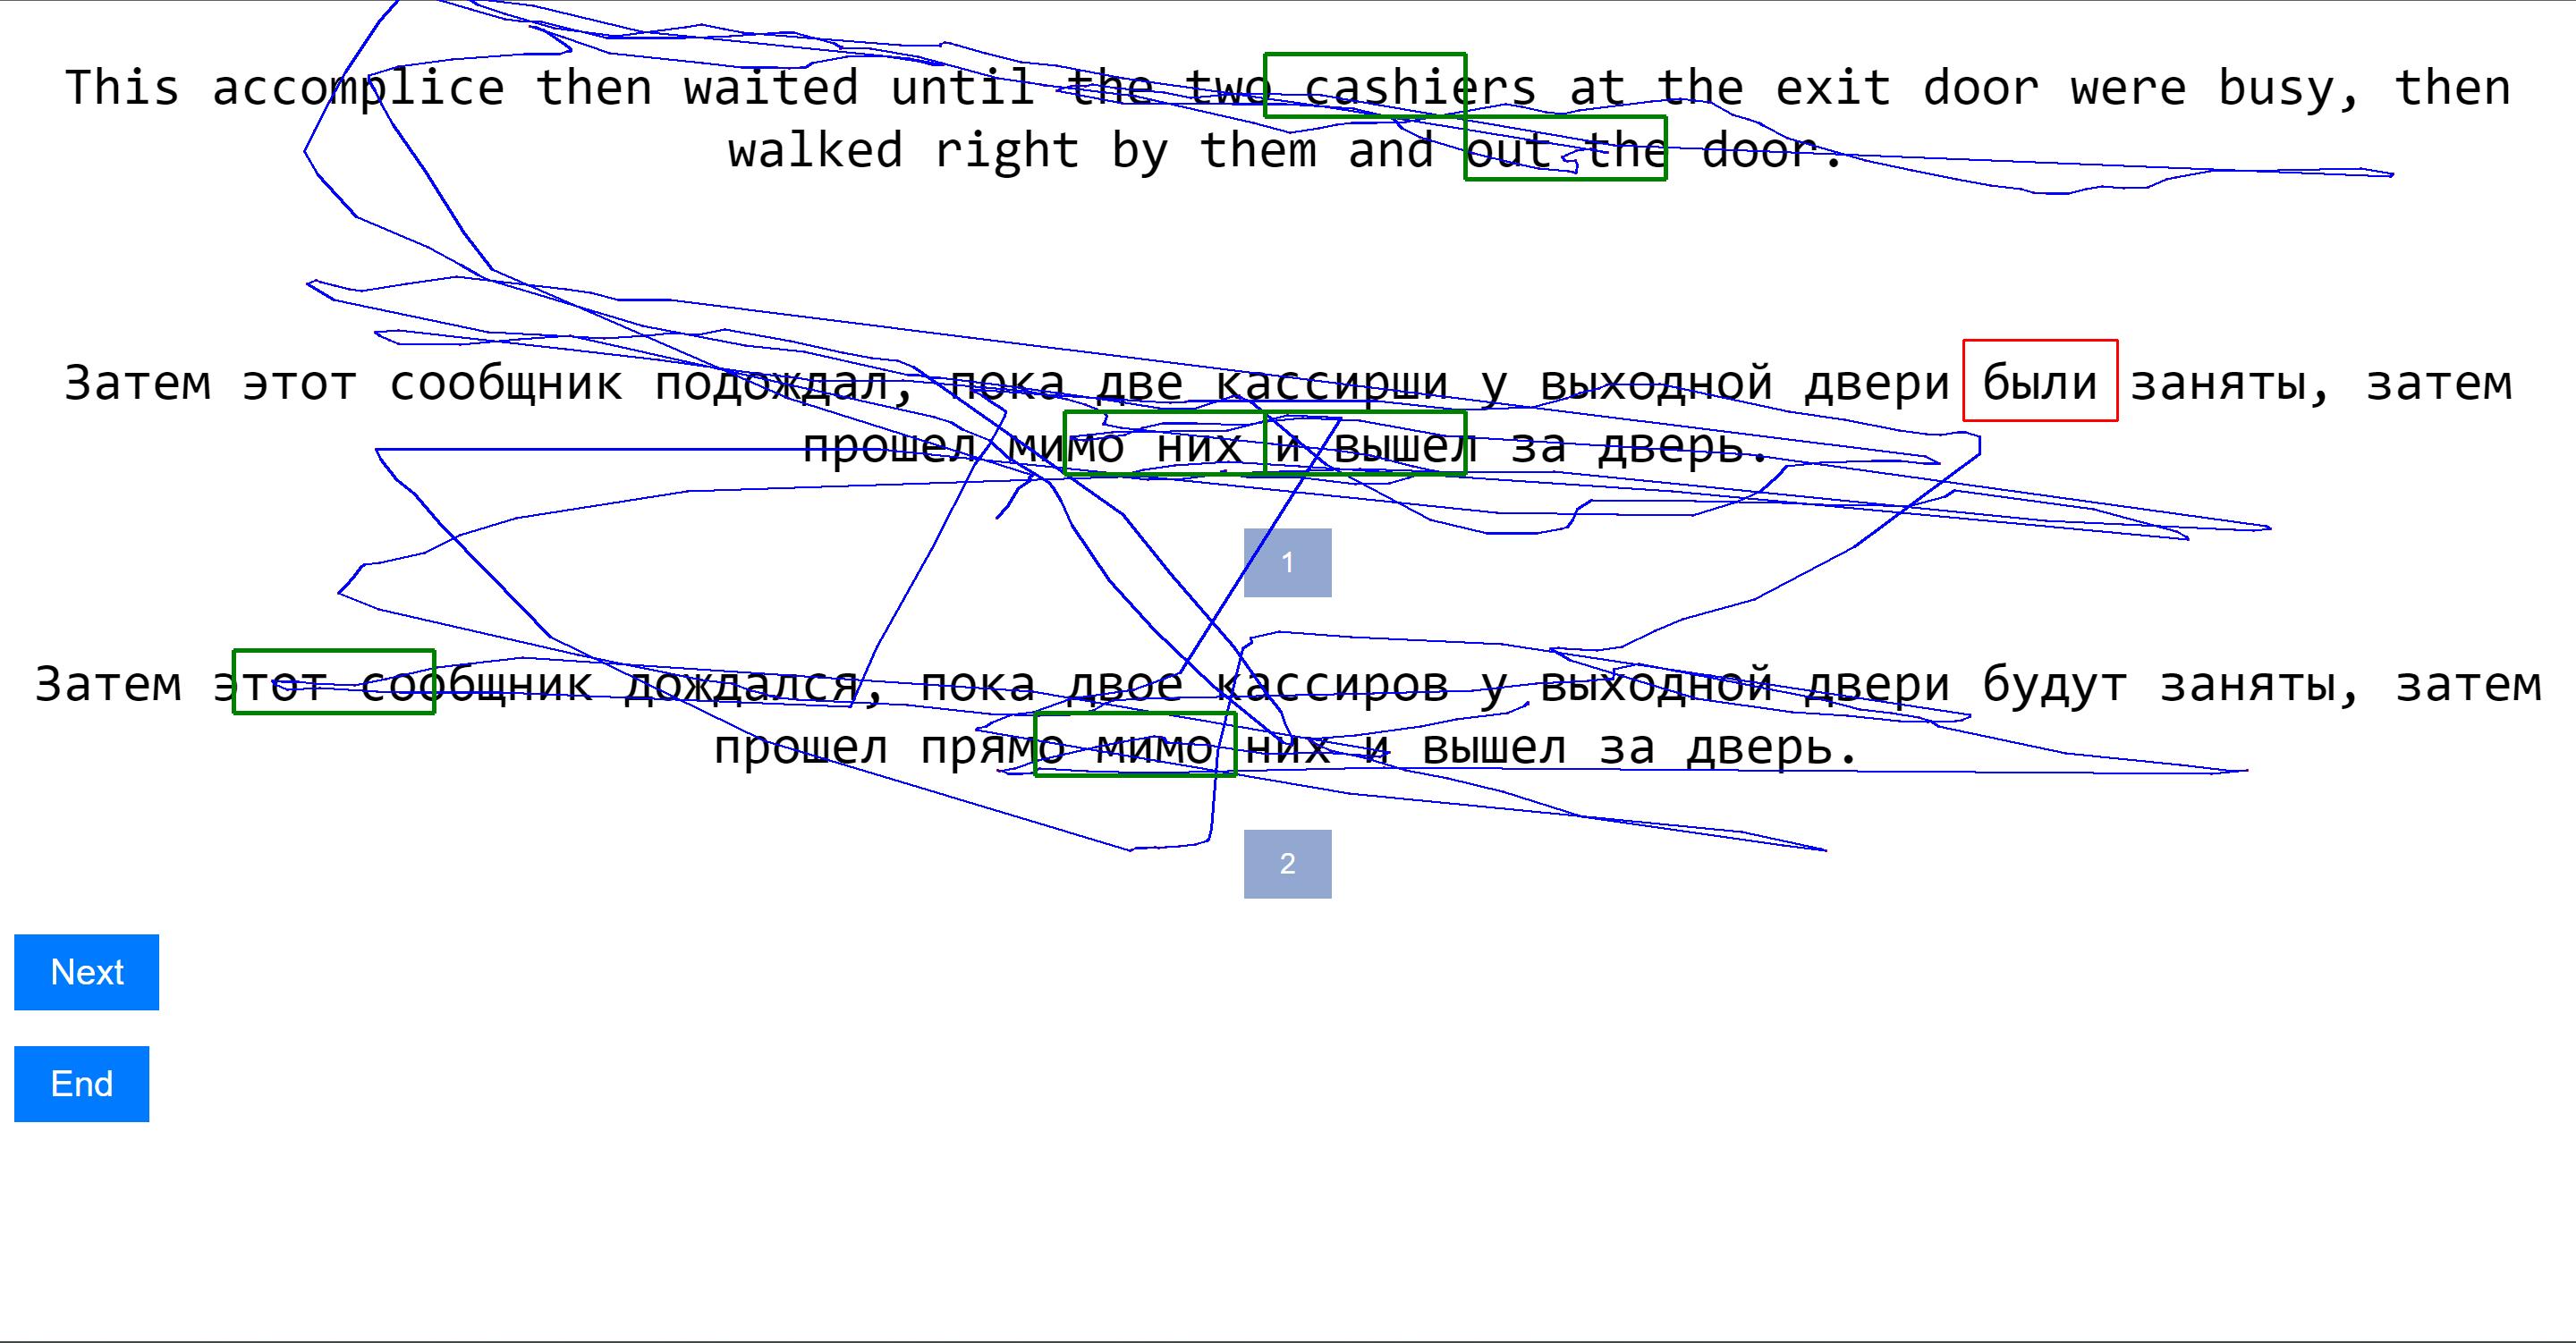 This accomplice then waited until the two cashiers at the exit door were busy, then
walked right by them and out the door.
Затем этот сообщник подождал, пока две кассирши у выходной двери были заняты, затем
прошел мимо них и вышел за дверь.
1
Затем этот сообщник дождался, пока двое кассиров у выходной двери будут заняты, затем
прошел прямо мимо них и вышел за дверь.
2
Next
End